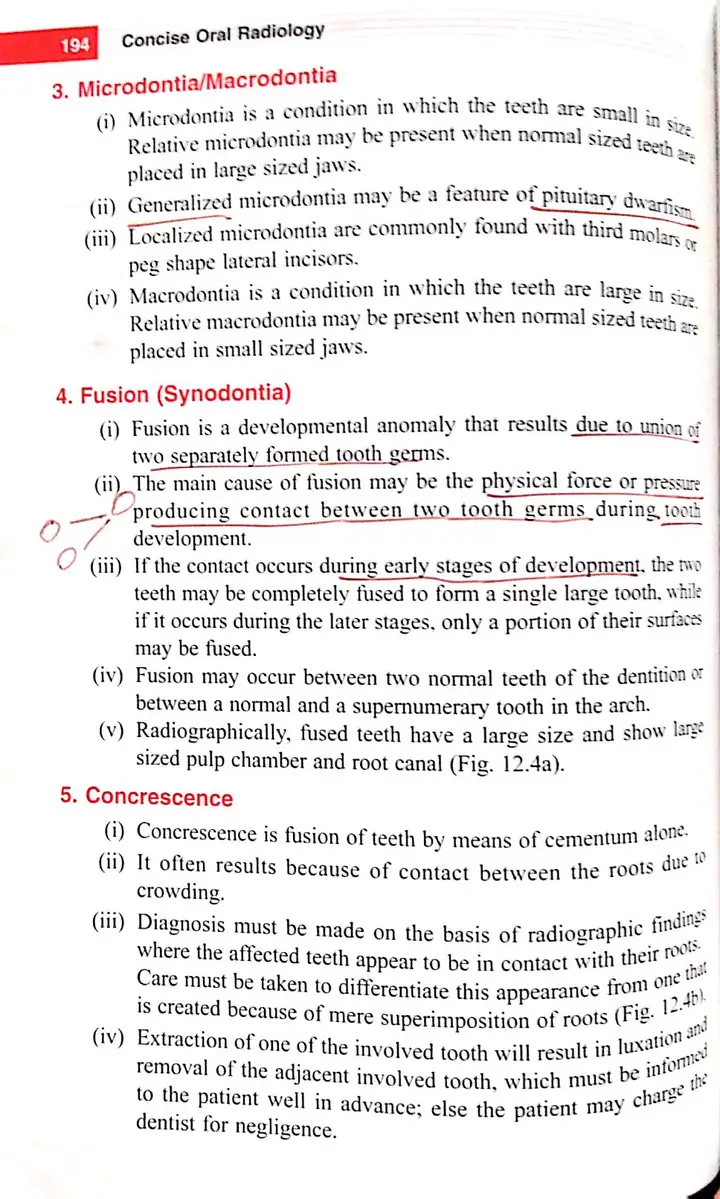 194 Concise Oral Radiology
3. Microdontia/Macrodontia
(i) Microdontia is a condition in which the teeth are small in size.
Relative microdontia may be present when normal sized teeth are
placed in large sized jaws.
(ii) Generalized microdontia may be a feature of pituitary dwarfism.
(iii) Localized microdontia are commonly found with third molars or
peg shape lateral incisors.
(iv) Macrodontia is a condition in which the teeth are large in size.
Relative macrodontia may be present when normal sized teeth are
placed in small sized jaws.
4. Fusion (Synodontia)
(i) Fusion is a developmental anomaly that results due to union of
two separately formed tooth germs.
(ii) The main cause of fusion may be the physical force or pressure
producing contact between two tooth germs during tooth
development.
(iii) If the contact occurs during early stages of development, the two
teeth may be completely fused to form a single large tooth, while
if it occurs during the later stages, only a portion of their surfaces
may be fused.
(iv) Fusion may occur between two normal teeth of the dentition or
between a normal and a supernumerary tooth in the arch.
(v) Radiographically, fused teeth have a large size and show large
sized pulp chamber and root canal (Fig. 12.4a).
5. Concrescence
(i) Concrescence is fusion of teeth by means of cementum alone.
(ii) It often results because of contact between the roots due to
crowding.
(iii) Diagnosis must be made on the basis of radiographic findings
where the affected teeth appear to be in contact with their roots.
Care must be taken to differentiate this appearance from one that
is created because of mere superimposition of roots (Fig. 12.4b).
(iv) Extraction of one of the involved tooth will result in luxation and
removal of the adjacent involved tooth, which must be informed
to the patient well in advance; else the patient may charge the
dentist for negligence.